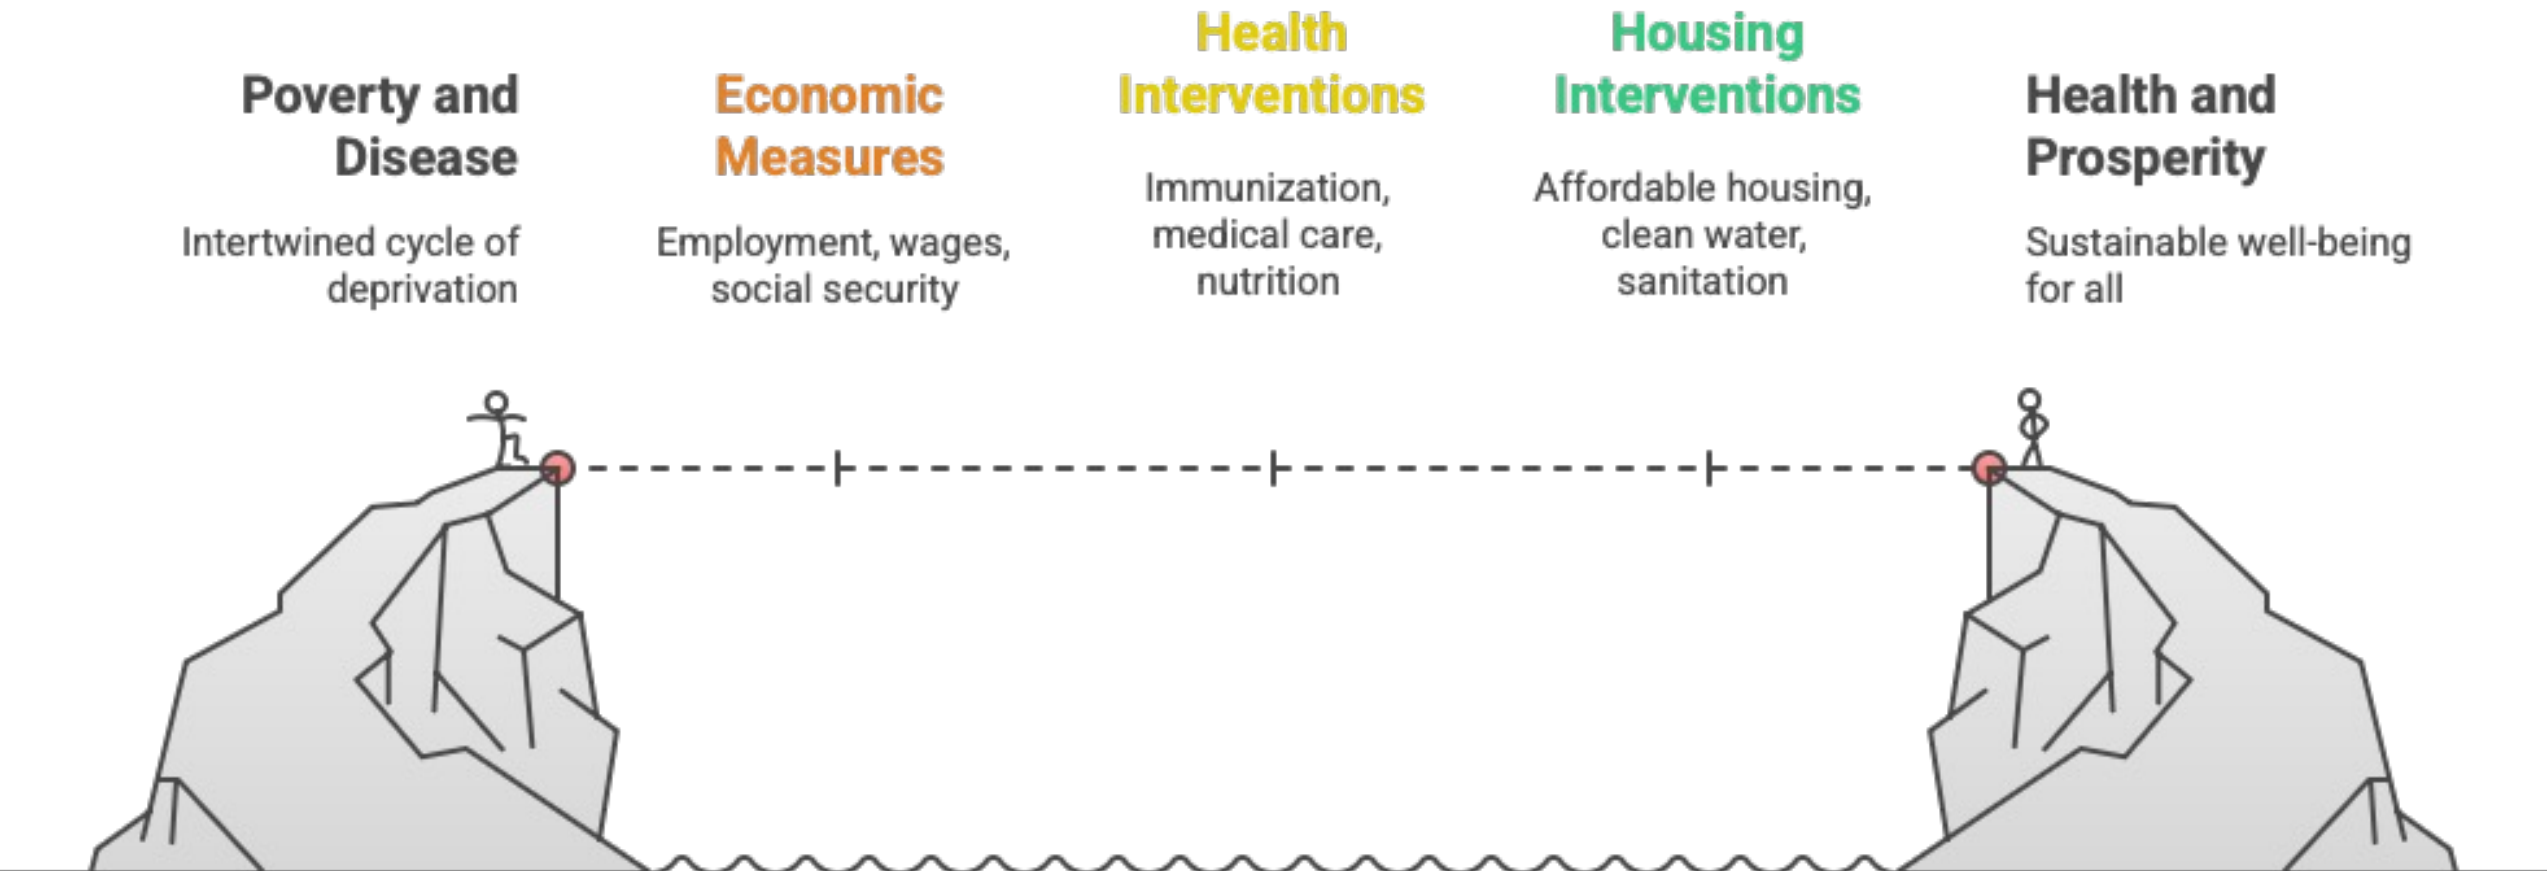 Poverty and
Disease
Intertwined cycle of
deprivation
Economic
Measures
Employment, wages,
social security
Health
Interventions
Immunization,
medical care,
nutrition
Housing
Interventions
Affordable housing,
clean water,
sanitation
Health and
Prosperity
Sustainable well-being
for all